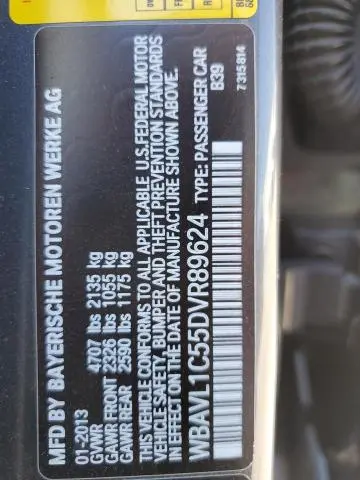 MFD BY BAYERISCHE MOTOREN WERKE AG
01-2013
GVWR 4707 lbs 2135 kg
GAWR FRONT 2326 lbs 1055 kg
GAWR REAR 2590 lbs 1175 kg
THIS VEHICLE CONFORMS TO ALL APPLICABLE U.S.FEDERAL MOTOR
VEHICLE SAFETY, BUMPER AND THEFT PREVENTION STANDARDS
IN EFFECT ON THE DATE OF MANUFACTURE SHOWN ABOVE.
WBAVL1C55DVR89624 TYPE: PASSENGER CAR
B39
7315814